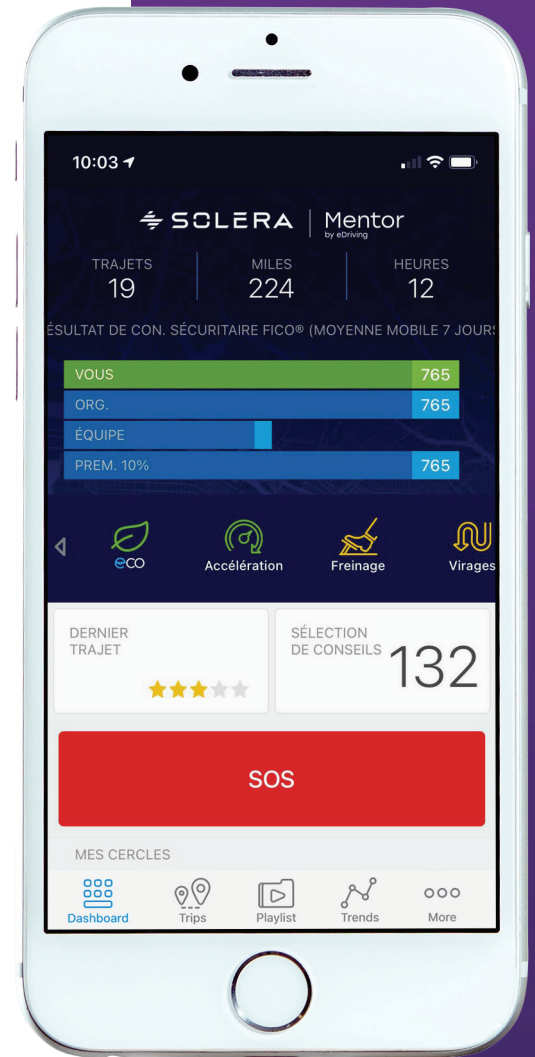 10:03
SOLERA | Mentor
by eDriving
TRAJETS MILES HEURES
19 224 12
ÉSULTAT DE CON. SÉCURITAIRE FICO® (MOYENNE MOBILE 7 JOURS
VOUS 765
ORG. 765
ÉQUIPE
PREM. 10% 765
eco Accélération Freinage Virages
DERNIER
TRAJET
SÉLECTION
DE CONSEILS
132
SOS
MES CERCLES
Dashboard Trips Playlist Trends More